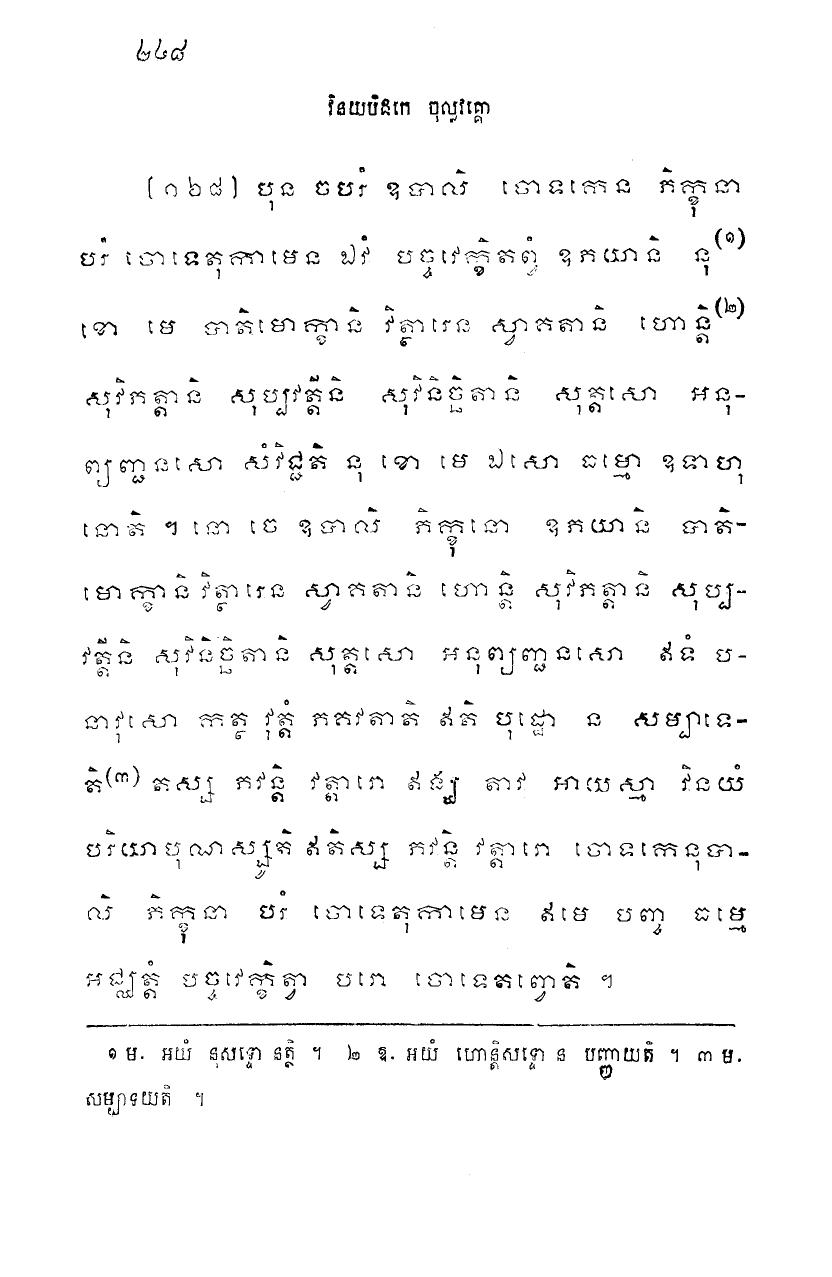 ២៤៨
វិនយបិដកេ ចុល្លវគ្គោ
[១៦៨] បុន ចបរំ ឧបាលិ ចោទកេន ភិក្ខុនា
បរំ ចោទេតុកាមេន ឯវំ បច្ចវេក្ខិតព្វំ ឧភយានិ នុ(១)
ខោ មេ បាតិមោក្ខានិ វិត្ថារេន ស្វាគតានិ ហោន្តិ(២)
សុវិភត្តានិ សុប្បវត្តីនិ សុវិនិច្ឆិតានិ សុត្តសោ អនុ-
ព្យញ្ជនសោ សំវិជ្ជតិ នុ ខោ មេ ឯសោ ធម្មោ ឧទាហុ
នោតិ ។ នោ ចេ ឧបាលិ ភិក្ខុនោ ឧភយានិ បាតិ-
មោក្ខានិ វិត្ថារេន ស្វាគតានិ ហោន្តិ សុវិភត្តានិ សុប្ប-
វត្តីនិ សុវិនិច្ឆិតានិ សុត្តសោ អនុព្យញ្ជនសោ ឥទំ ប-
នាវុសោ កត្ថ វុត្តំ ភគវតាតិ ឥតិ បុដ្ឋោ ន សម្បាទេ-
តិ(៣) តស្ស ភវន្តិ វត្តារោ ឥង្ឃ តាវ អាយស្មា វិនយំ
បរិយាបុណស្សូតិ ឥតិស្ស ភវន្តិ វត្តារោ ចោទកេនុបា-
លិ ភិក្ខុនា បរំ ចោទេតុកាមេន ឥមេ បញ្ច ធម្មេ
អជ្ឈត្តំ បច្ចវេក្ខិត្វា បរោ ចោទេតព្វោតិ ។
១ ម. អយំ នុសទ្ទោ នត្ថិ ។ ២ ឱ. អយំ ហោន្តិសទ្ទោ ន បញ្ញាយតិ ។ ៣ ម.
សម្បាទយតិ ។